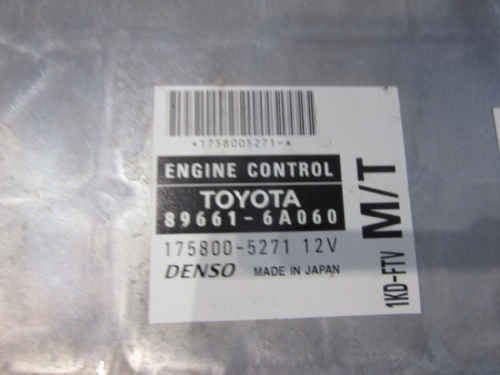 *1758005271-*
ENGINE CONTROL
TOYOTA
89661-6A060
175800-5271 12V
DENSO MADE IN JAPAN
1KD-FTV M/T